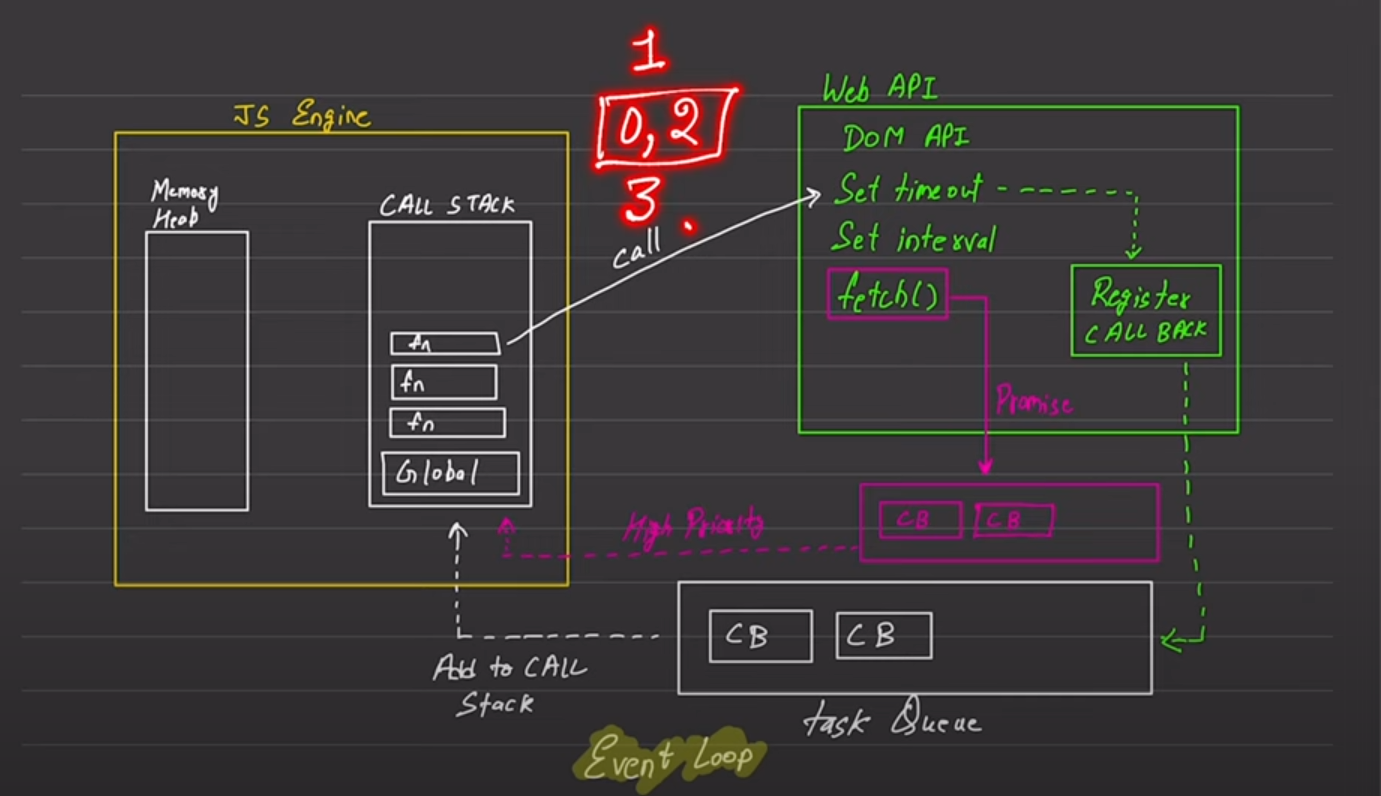 1
0, 2
3.
JS Engine
Memory
Heap
CALL STACK
fn
fn
fn
Global
call
Web API
DOM API
Set timeout
Set interval
fetch()
Register
CALL BACK
Promise
CB CB
High Priority
CB CB
Add to CALL
Stack
task Queue
Event Loop